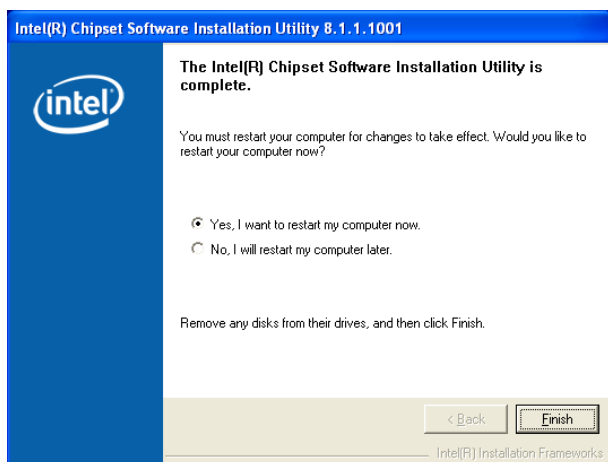 Intel(R) Chipset Software Installation Utility 8.1.1.1001
The Intel(R) Chipset Software Installation Utility is
complete.
(intel)
You must restart your computer for changes to take effect. Would you like to
restart your computer now?
Yes, I want to restart my computer now.
No, I will restart my computer later.
Remove any disks from their drives, and then click Finish.
< Back
Finish
Intel(R) Installation Frameworks